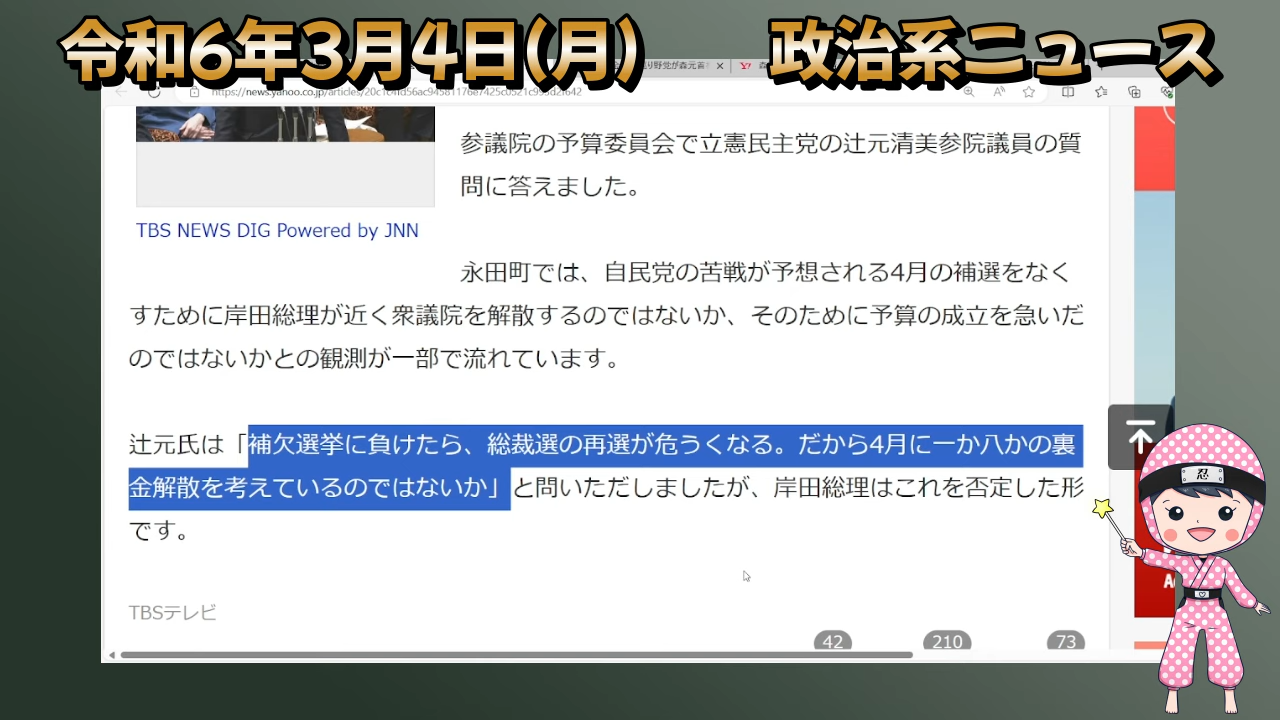 令和6年3月4日(月) 政治系ニュース
https://news.yahoo.co.jp/articles/
参議院の予算委員会で立憲民主党の辻元清美参院議員の質
問に答えました。
TBS NEWS DIG Powered by JNN
永田町では、自民党の苦戦が予想される4月の補選をなく
すために岸田総理が近く衆議院を解散するのではないか、そのために予算の成立を急いだ
のではないかとの観測が一部で流れています。
辻元氏は「補欠選挙に負けたら、総裁選の再選が危うくなる。だから4月に一か八かの裏
金解散を考えているのではないか」と問いただしましたが、岸田総理はこれを否定した形
です。
忍
TBSテレビ
42 210 73